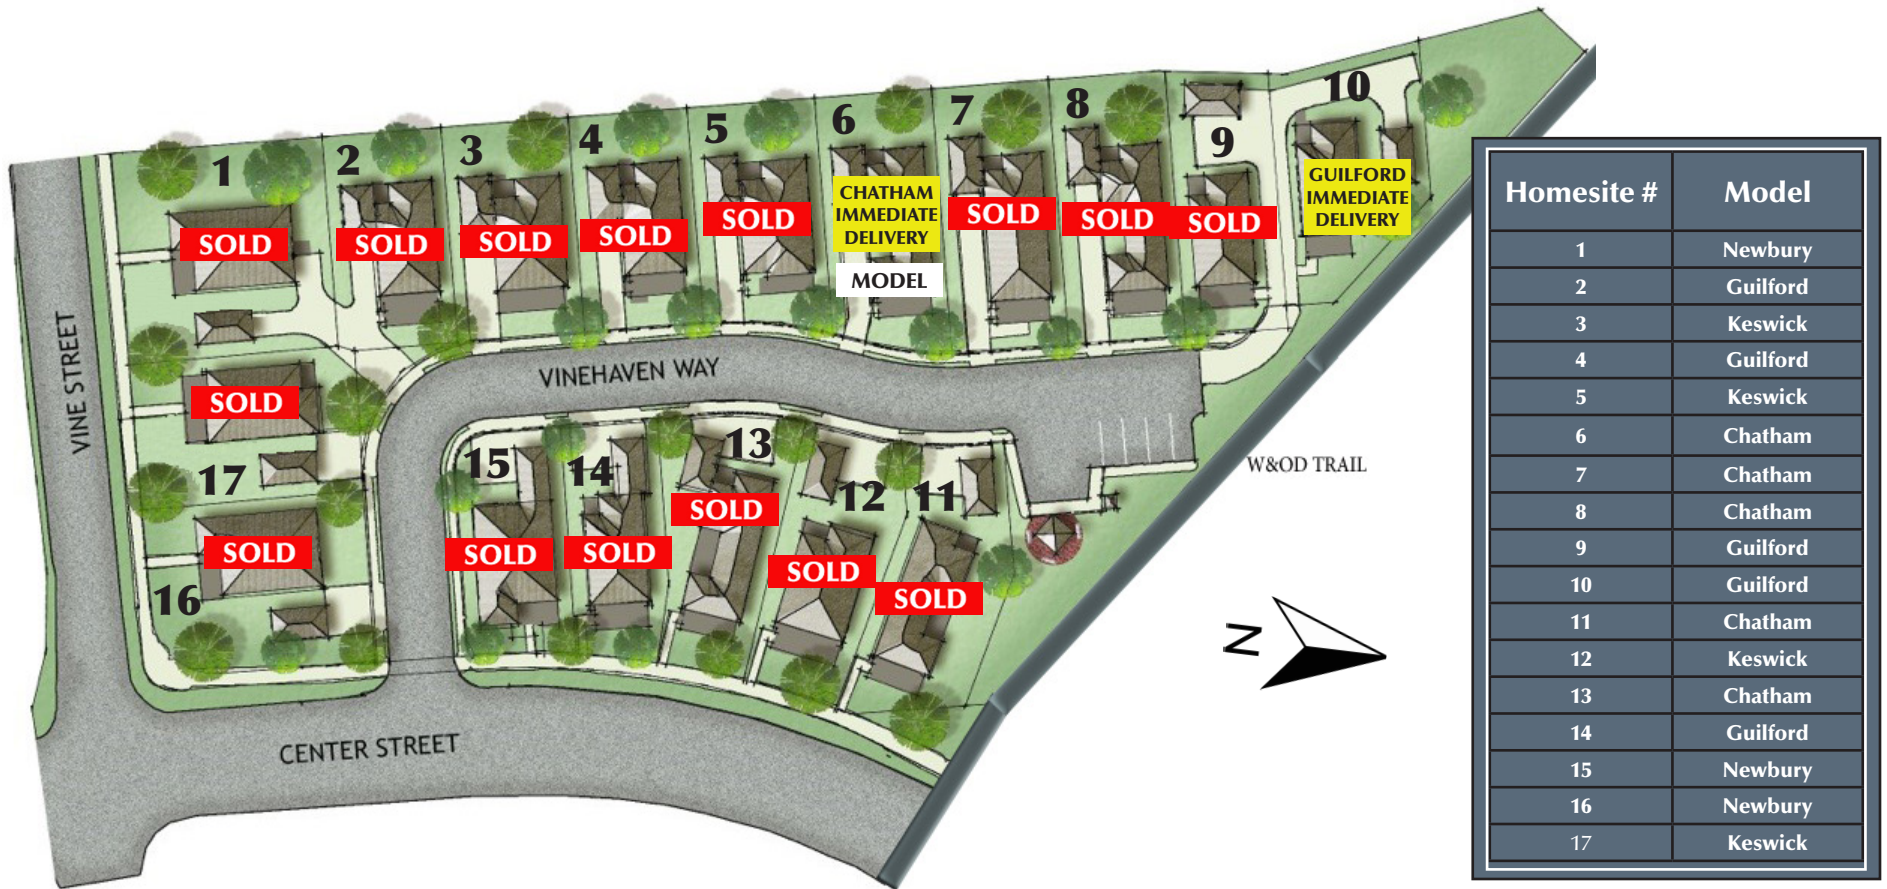 1
2
3
4
5
6
7
8
9
10
SOLD
SOLD
SOLD
SOLD
SOLD
CHATHAM
IMMEDIATE
DELIVERY
MODEL
SOLD
SOLD
SOLD
GUILFORD
IMMEDIATE
DELIVERY
VINE STREET
VINEHAVEN WAY
SOLD
17
SOLD
16
15
14
13
12
11
SOLD
SOLD
SOLD
SOLD
SOLD
W&OD TRAIL
N
CENTER STREET
Homesite # Model
1 Newbury
2 Guilford
3 Keswick
4 Guilford
5 Keswick
6 Chatham
7 Chatham
8 Chatham
9 Guilford
10 Guilford
11 Chatham
12 Keswick
13 Chatham
14 Guilford
15 Newbury
16 Newbury
17 Keswick